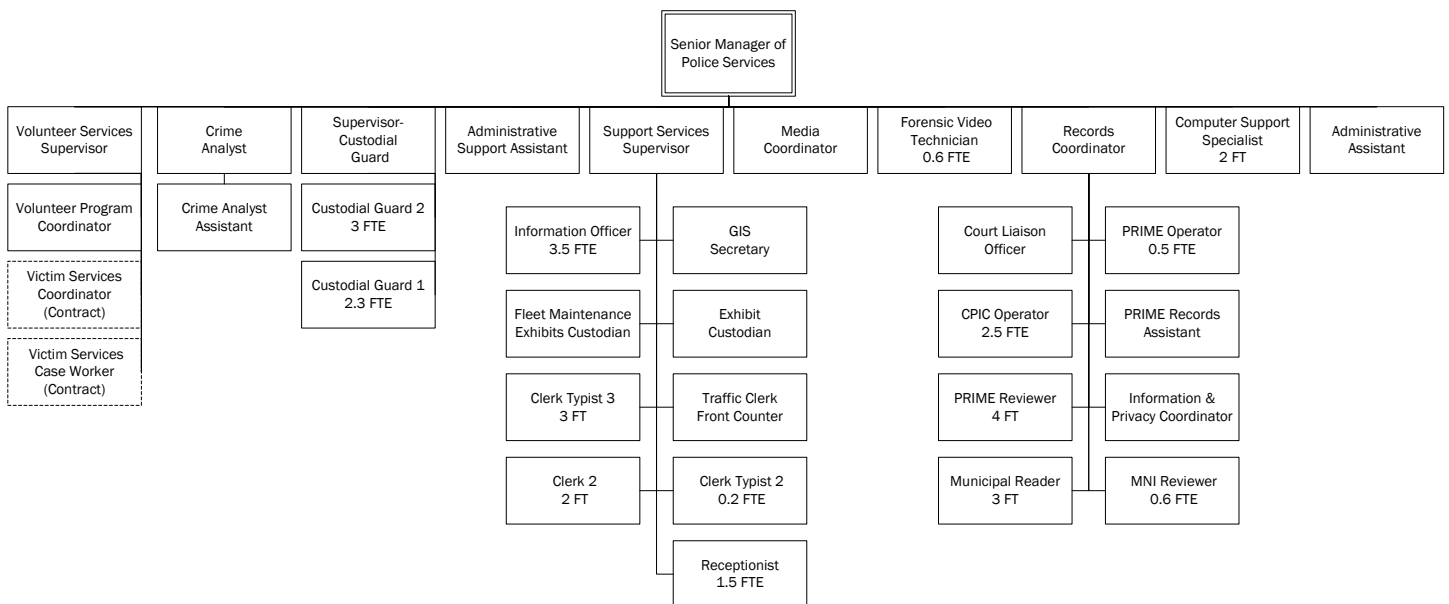 Senior Manager of
Police Services
Volunteer Services
Supervisor
Crime
Analyst
Supervisor-
Custodial
Guard
Administrative
Support Assistant
Support Services
Supervisor
Media
Coordinator
Forensic Video
Technician
0.6 FTE
Records
Coordinator
Computer Support
Specialist
2 FT
Administrative
Assistant
Volunteer Program
Coordinator
Crime Analyst
Assistant
Custodial Guard 2
3 FTE
Victim Services
Coordinator
(Contract)
Custodial Guard 1
2.3 FTE
Victim Services
Case Worker
(Contract)
Information Officer
3.5 FTE
GIS
Secretary
Fleet Maintenance
Exhibits Custodian
Exhibit
Custodian
Clerk Typist 3
3 FT
Traffic Clerk
Front Counter
Clerk 2
2 FT
Clerk Typist 2
0.2 FTE
Receptionist
1.5 FTE
Court Liaison
Officer
PRIME Operator
0.5 FTE
CPIC Operator
2.5 FTE
PRIME Records
Assistant
PRIME Reviewer
4 FT
Information &
Privacy Coordinator
Municipal Reader
3 FT
MNI Reviewer
0.6 FTE